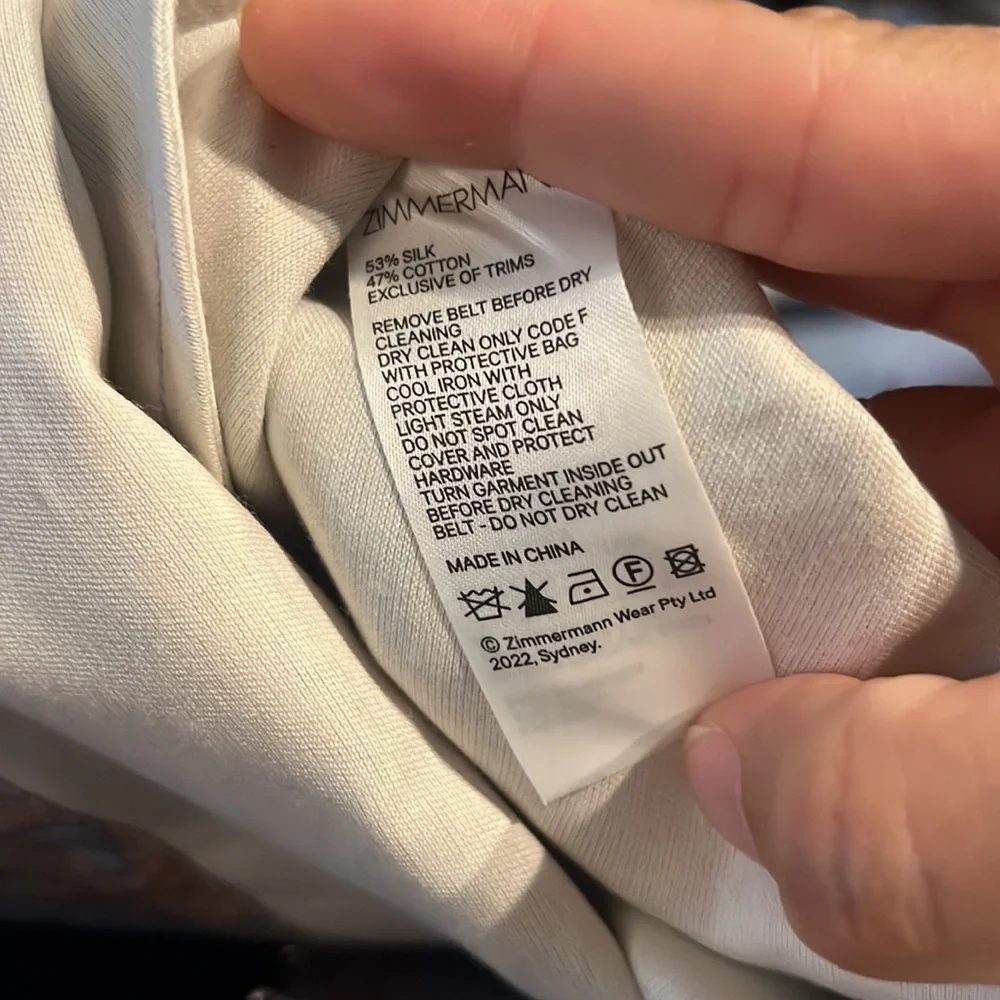 ZIMMERMAN
53% SILK
47% COTTON
EXCLUSIVE OF TRIMS
REMOVE BELT BEFORE DRY
CLEANING
DRY CLEAN ONLY CODE F
WITH PROTECTIVE BAG
COOL IRON WITH
PROTECTIVE CLOTH
LIGHT STEAM ONLY
DO NOT SPOT CLEAN
COVER AND PROTECT
HARDWARE
TURN GARMENT INSIDE OUT
BEFORE DRY CLEANING
BELT - DO NOT DRY CLEAN
MADE IN CHINA
F
© Zimmermann Wear Pty Ltd
2022, Sydney.